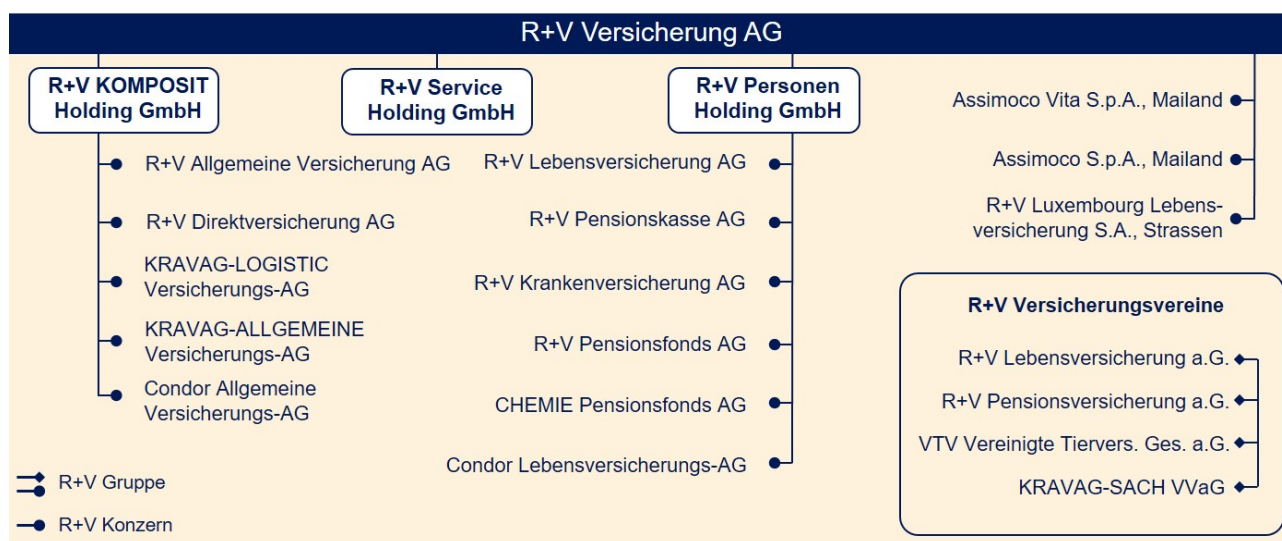 R+V Versicherung AG
R+V KOMPOSIT
Holding GmbH
R+V Allgemeine Versicherung AG
R+V Direktversicherung AG
KRAVAG-LOGISTIC
Versicherungs-AG
KRAVAG-ALLGEMEINE
Versicherungs-AG
Condor Allgemeine
Versicherungs-AG
R+V Service
Holding GmbH
R+V Personen
Holding GmbH
R+V Lebensversicherung AG
R+V Pensionskasse AG
R+V Krankenversicherung AG
R+V Pensionsfonds AG
CHEMIE Pensionsfonds AG
Condor Lebensversicherungs-AG
Assimoco Vita S.p.A., Mailand
Assimoco S.p.A., Mailand
R+V Luxembourg Lebens-
versicherung S.A., Strassen
R+V Versicherungsvereine
R+V Lebensversicherung a.G.
R+V Pensionsversicherung a.G.
VTV Vereinigte Tiervers. Ges. a.G.
KRAVAG-SACH VVaG
R+V Gruppe
R+V Konzern